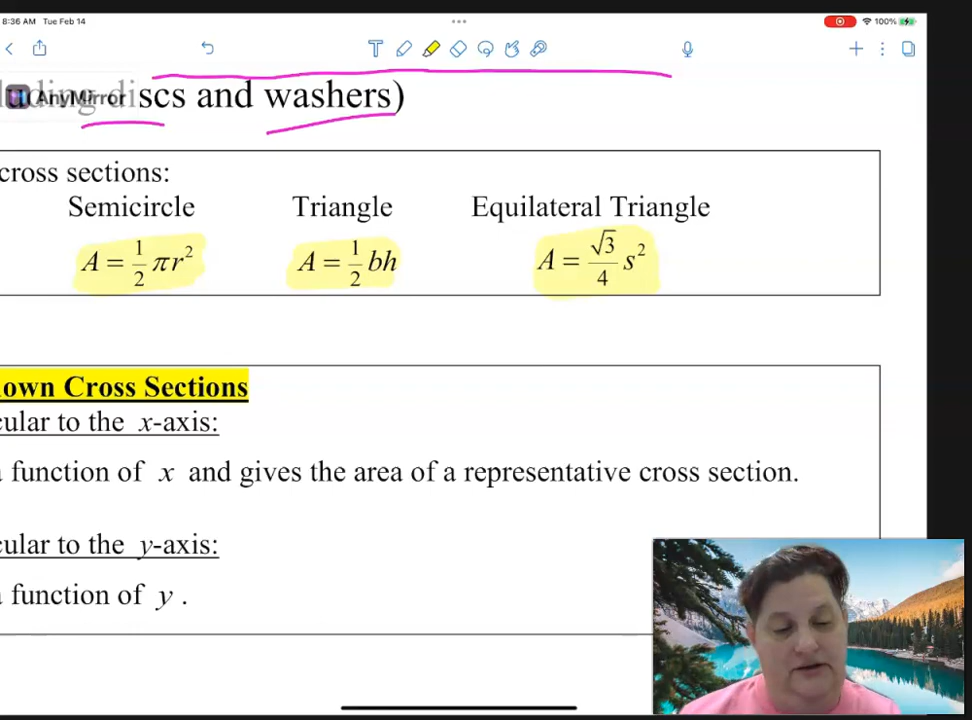 8:36 AM Tue Feb 14
100%
AnyMirror
discs and washers)
cross sections:
Semicircle Triangle Equilateral Triangle
A = 1/2 πr² A = 1/2 bh A = √3/4 s²
own Cross Sections
cular to the x-axis:
a function of x and gives the area of a representative cross section.
cular to the y-axis:
a function of y .